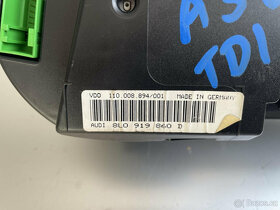 A3
TDI
VDO 110.008.894/001 MADE IN GERMANY
AUDI 8L0 919 860 D